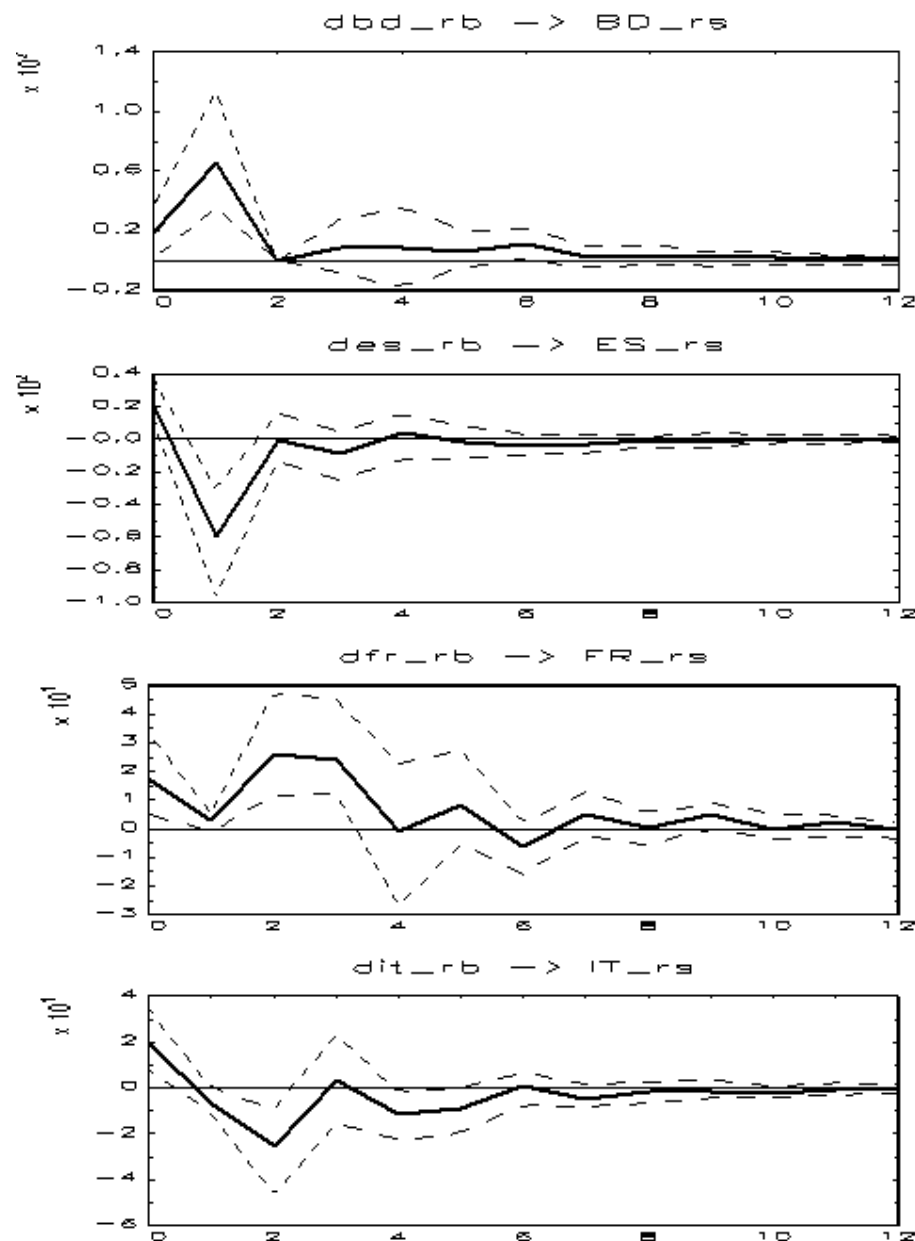 dbd_rb —> BD_rs
x 10²
1.4
1.0
0.6
0.2
−0.2
0 2 4 6 8 10 12
des_rb —> ES_rs
x 10²
0.4
0.2
−0.0
−0.2
−0.4
−0.6
−0.8
−1.0
0 2 4 6 8 10 12
dfr_rb —> FR_rs
x 10¹
5
4
3
2
1
0
−1
−2
−3
0 2 4 6 8 10 12
dit_rb —> IT_rs
x 10¹
4
2
0
−2
−4
−6
0 2 4 6 8 10 12